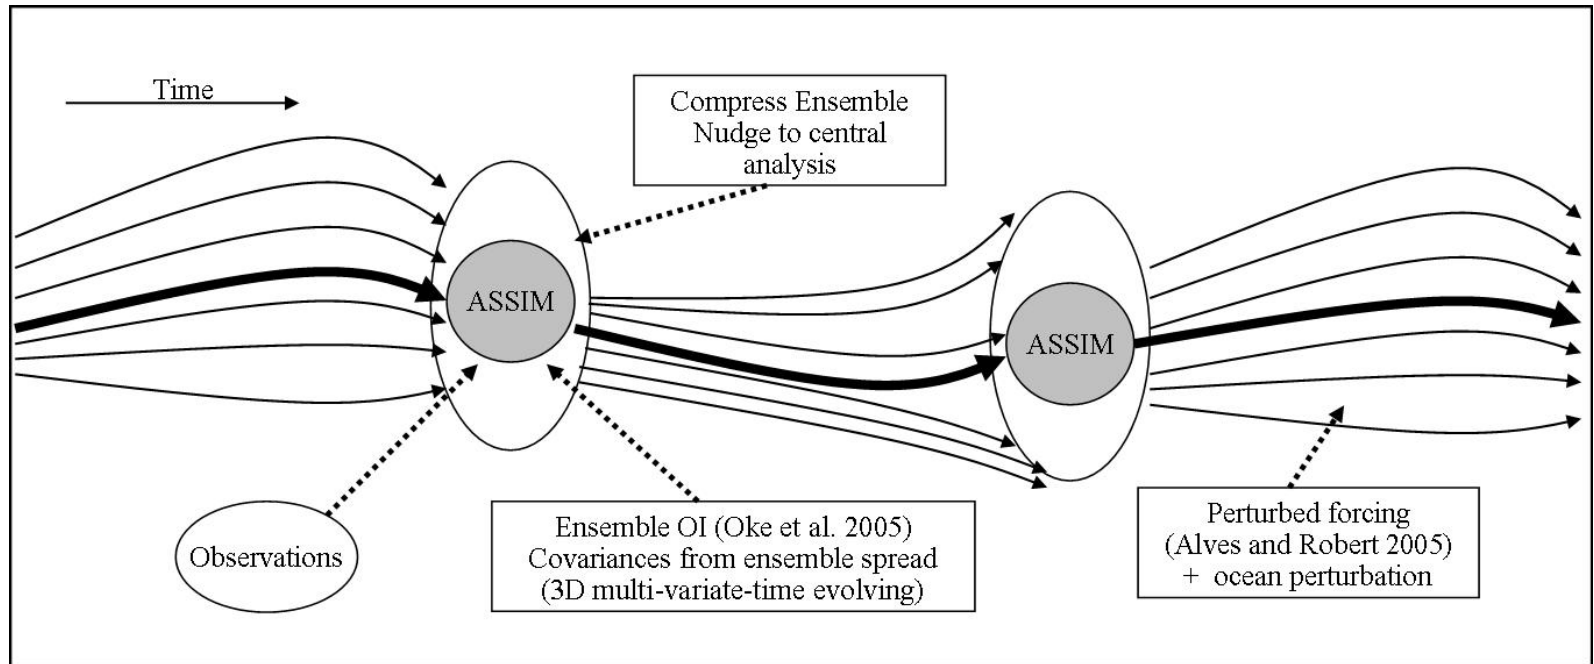 Time
Compress Ensemble
Nudge to central
analysis
ASSIM
ASSIM
Observations
Ensemble OI (Oke et al. 2005)
Covariances from ensemble spread
(3D multi-variate-time evolving)
Perturbed forcing
(Alves and Robert 2005)
+ ocean perturbation